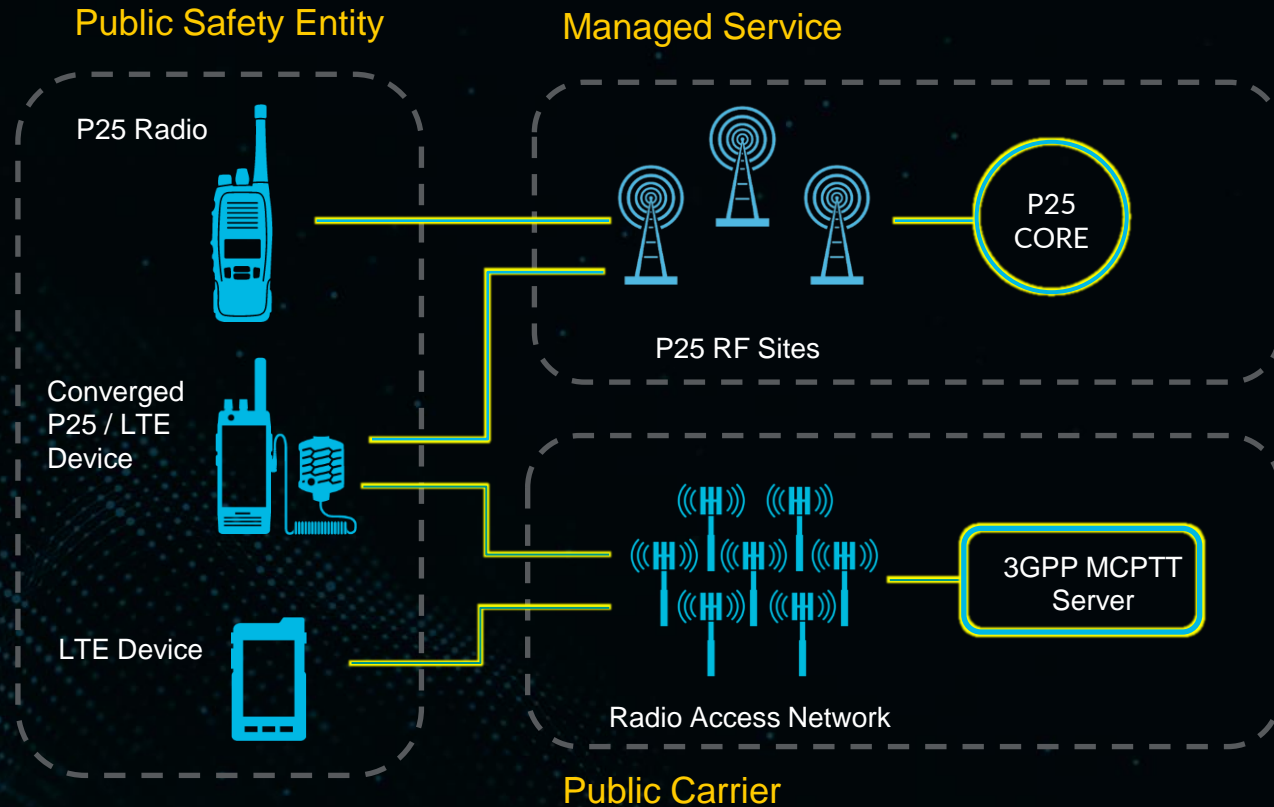 Public Safety Entity
Managed Service
P25 Radio
P25
CORE
P25 RF Sites
Converged
P25 / LTE
Device
3GPP MCPTT
Server
LTE Device
Radio Access Network
Public Carrier